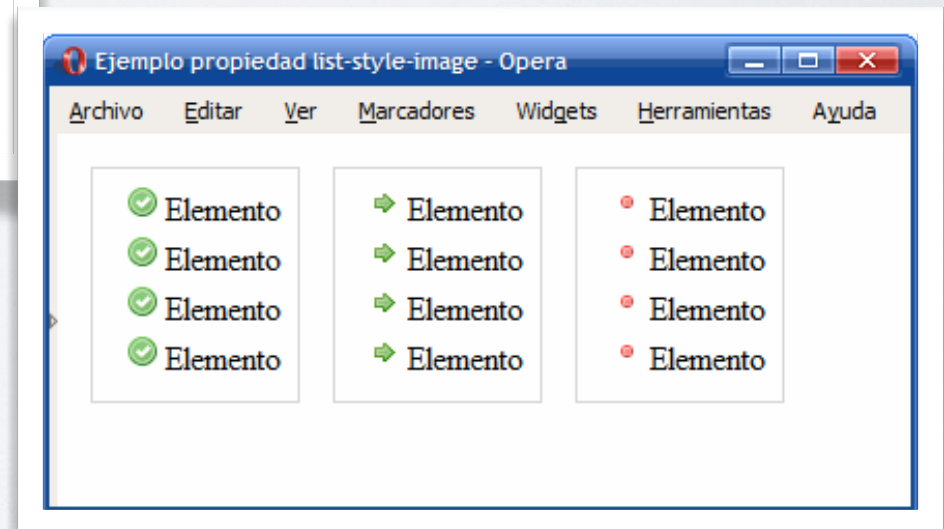 Ejemplo propiedad list-style-image - Opera
Archivo Editar Ver Marcadores Widgets Herramientas Ayuda
Elemento Elemento Elemento
Elemento Elemento Elemento
Elemento Elemento Elemento
Elemento Elemento Elemento